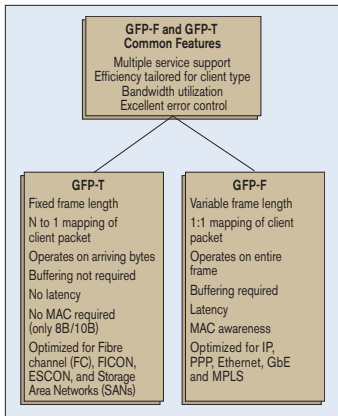 GFP-F and GFP-T
Common Features
Multiple service support
Efficiency tailored for client type
Bandwidth utilization
Excellent error control
GFP-T
Fixed frame length
N to 1 mapping of
client packet
Operates on arriving bytes
Buffering not required
No latency
No MAC required
(only 8B/10B)
Optimized for Fibre
channel (FC), FICON,
ESCON, and Storage
Area Networks (SANs)
GFP-F
Variable frame length
1:1 mapping of client
packet
Operates on entire
frame
Buffering required
Latency
MAC awareness
Optimized for IP,
PPP, Ethernet, GbE
and MPLS